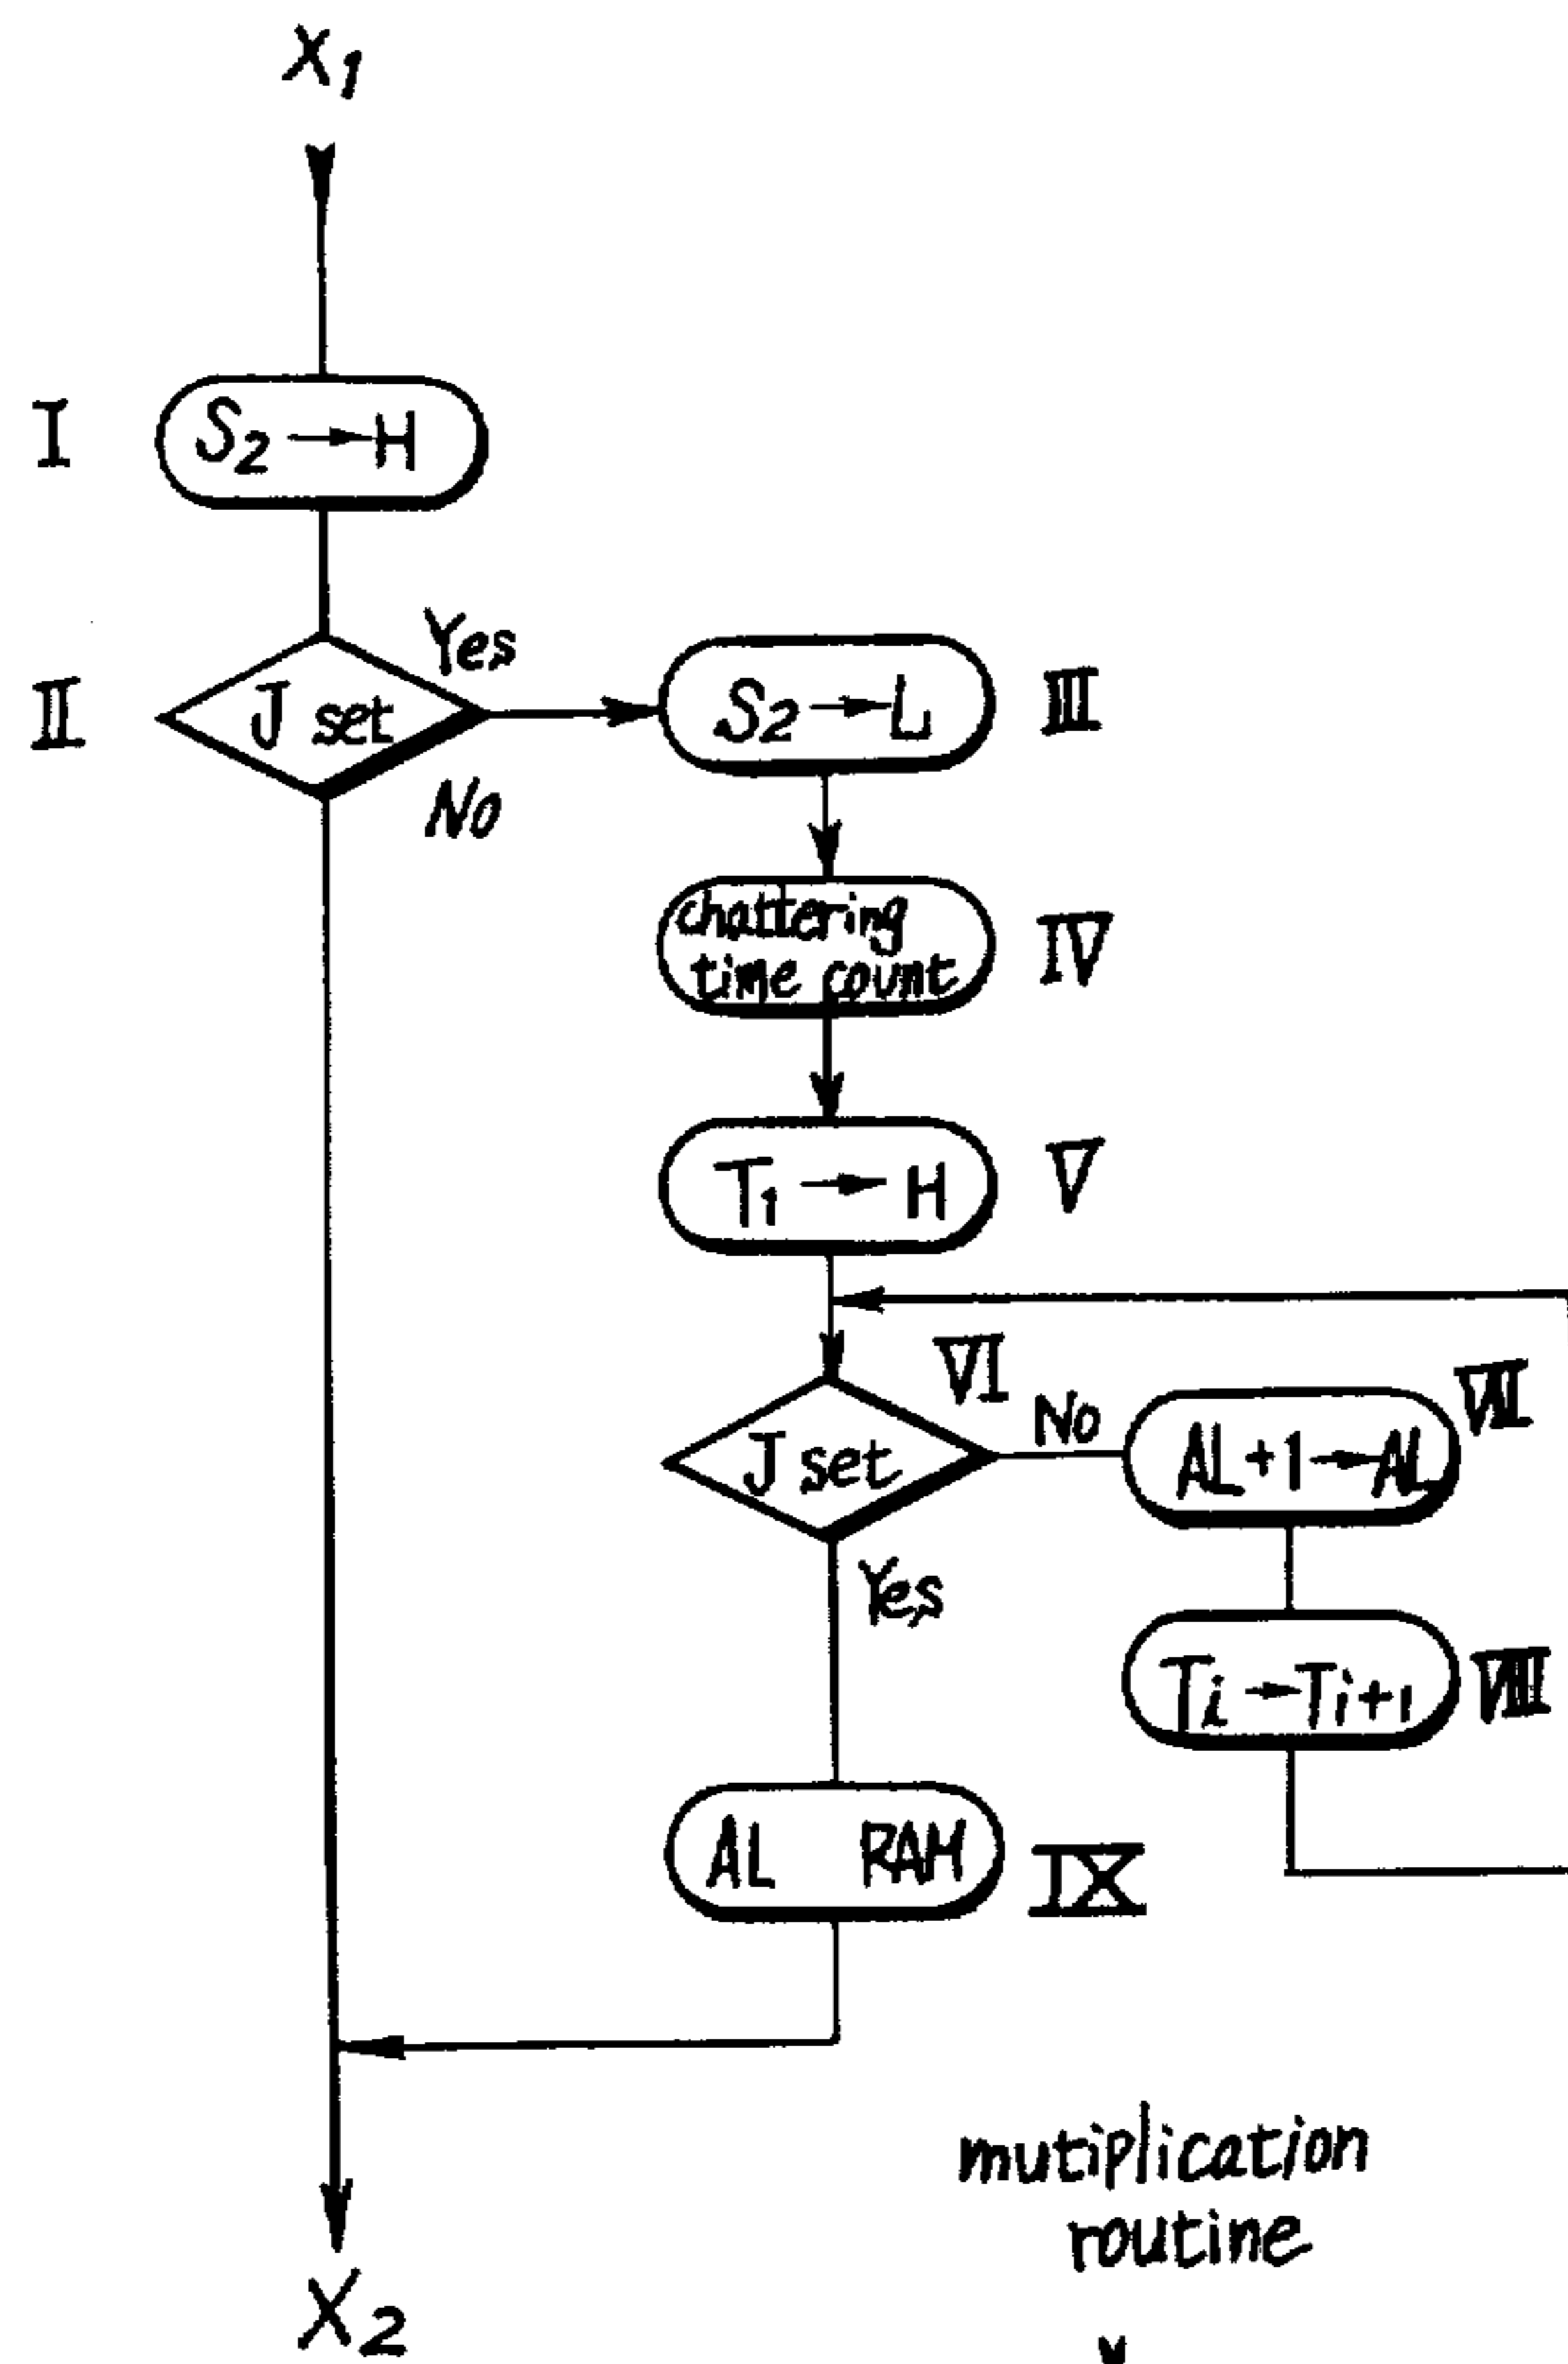 X1
I
S2→H
II
J set
Yes
No
S2→L
III
chattering
time count
IV
T1→H
V
VI
J set
No
Yes
AL+1→AL
VII
Ti→Ti+1
VIII
AL RAM
IX
X2
mutiplication
routine